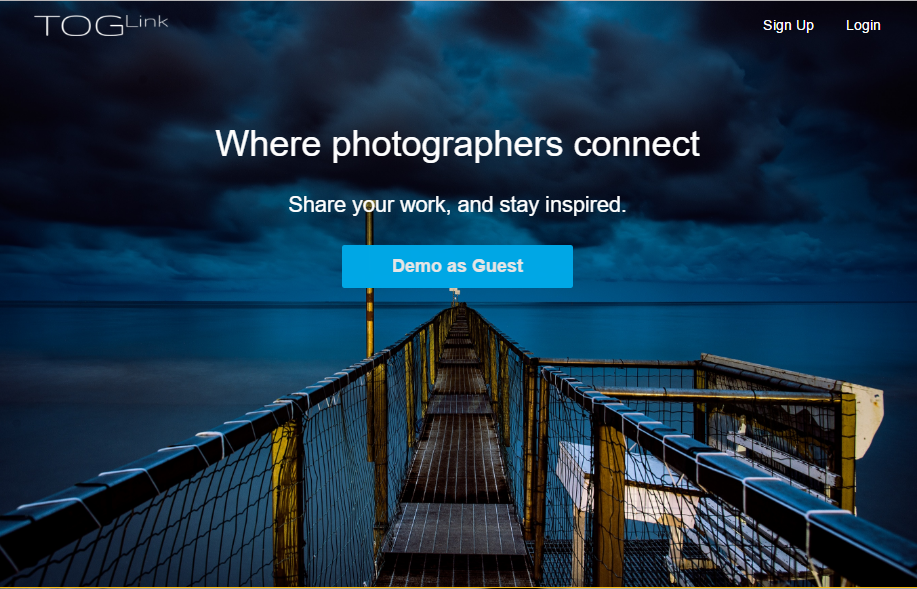 TOGLink
Sign Up
Login
Where photographers connect
Share your work, and stay inspired.
Demo as Guest